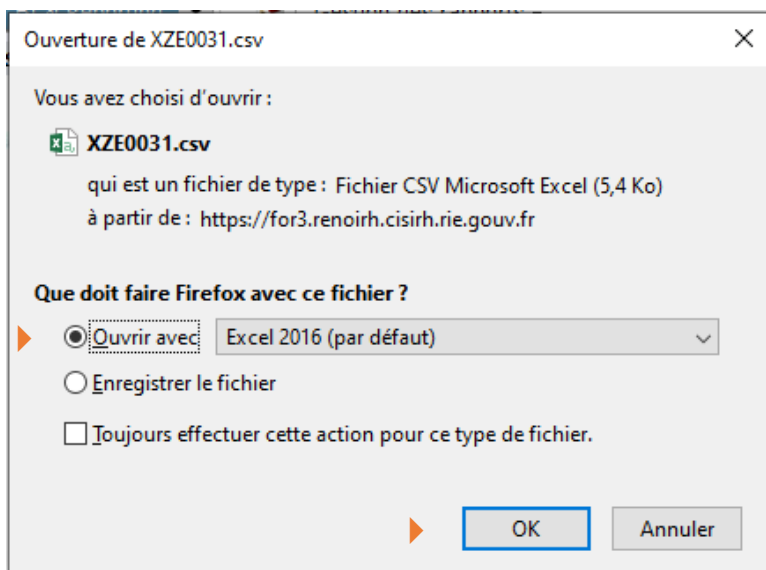 Ouverture de XZE0031.csv
Vous avez choisi d'ouvrir :
XZE0031.csv
qui est un fichier de type : Fichier CSV Microsoft Excel (5,4 Ko)
à partir de : https://for3.renoirh.cisirh.rie.gouv.fr
Que doit faire Firefox avec ce fichier ?
Ouvrir avec Excel 2016 (par défaut)
Enregistrer le fichier
Toujours effectuer cette action pour ce type de fichier.
OK Annuler